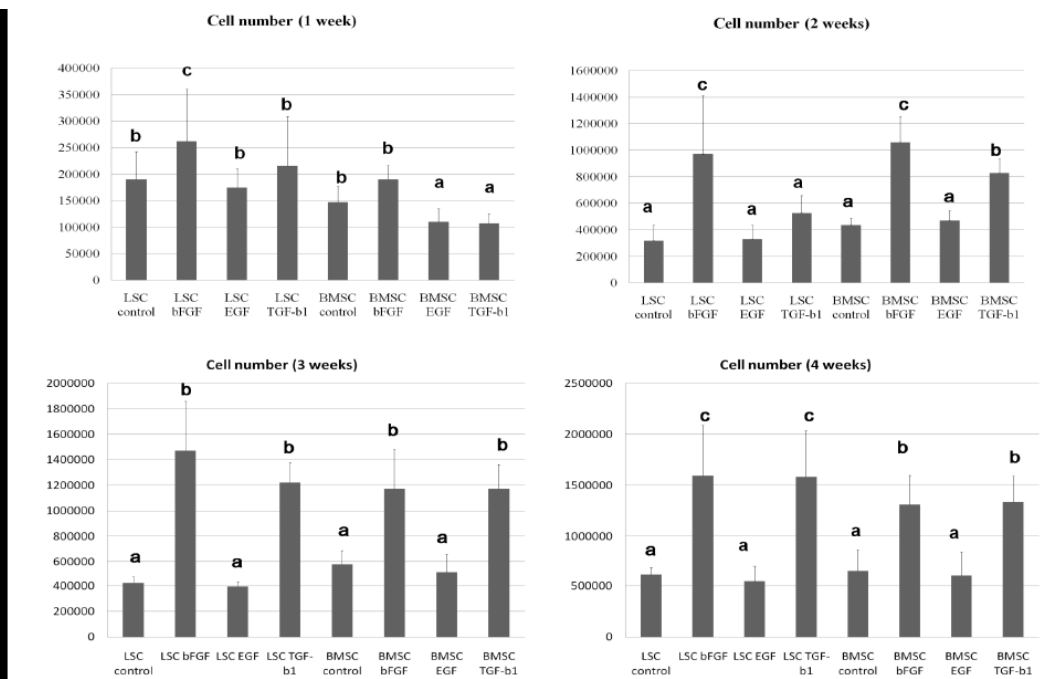 Cell number (1 week)
400000
350000
300000
250000
200000
150000
100000
50000
0
b
c
b
b
b
b
a
a
LSC control
LSC bFGF
LSC EGF
LSC TGF-b1
BMSC control
BMSC bFGF
BMSC EGF
BMSC TGF-b1
Cell number (2 weeks)
1600000
1400000
1200000
1000000
800000
600000
400000
200000
0
a
c
a
a
a
c
a
b
LSC control
LSC bFGF
LSC EGF
LSC TGF-b1
BMSC control
BMSC bFGF
BMSC EGF
BMSC TGF-b1
Cell number (3 weeks)
2000000
1800000
1600000
1400000
1200000
1000000
800000
600000
400000
200000
0
a
b
a
b
a
b
a
b
LSC control
LSC bFGF
LSC EGF
LSC TGF-b1
BMSC control
BMSC bFGF
BMSC EGF
BMSC TGF-b1
Cell number (4 weeks)
2500000
2000000
1500000
1000000
500000
0
a
c
a
c
a
b
a
b
LSC control
LSC bFGF
LSC EGF
LSC TGF-b1
BMSC control
BMSC bFGF
BMSC EGF
BMSC TGF-b1